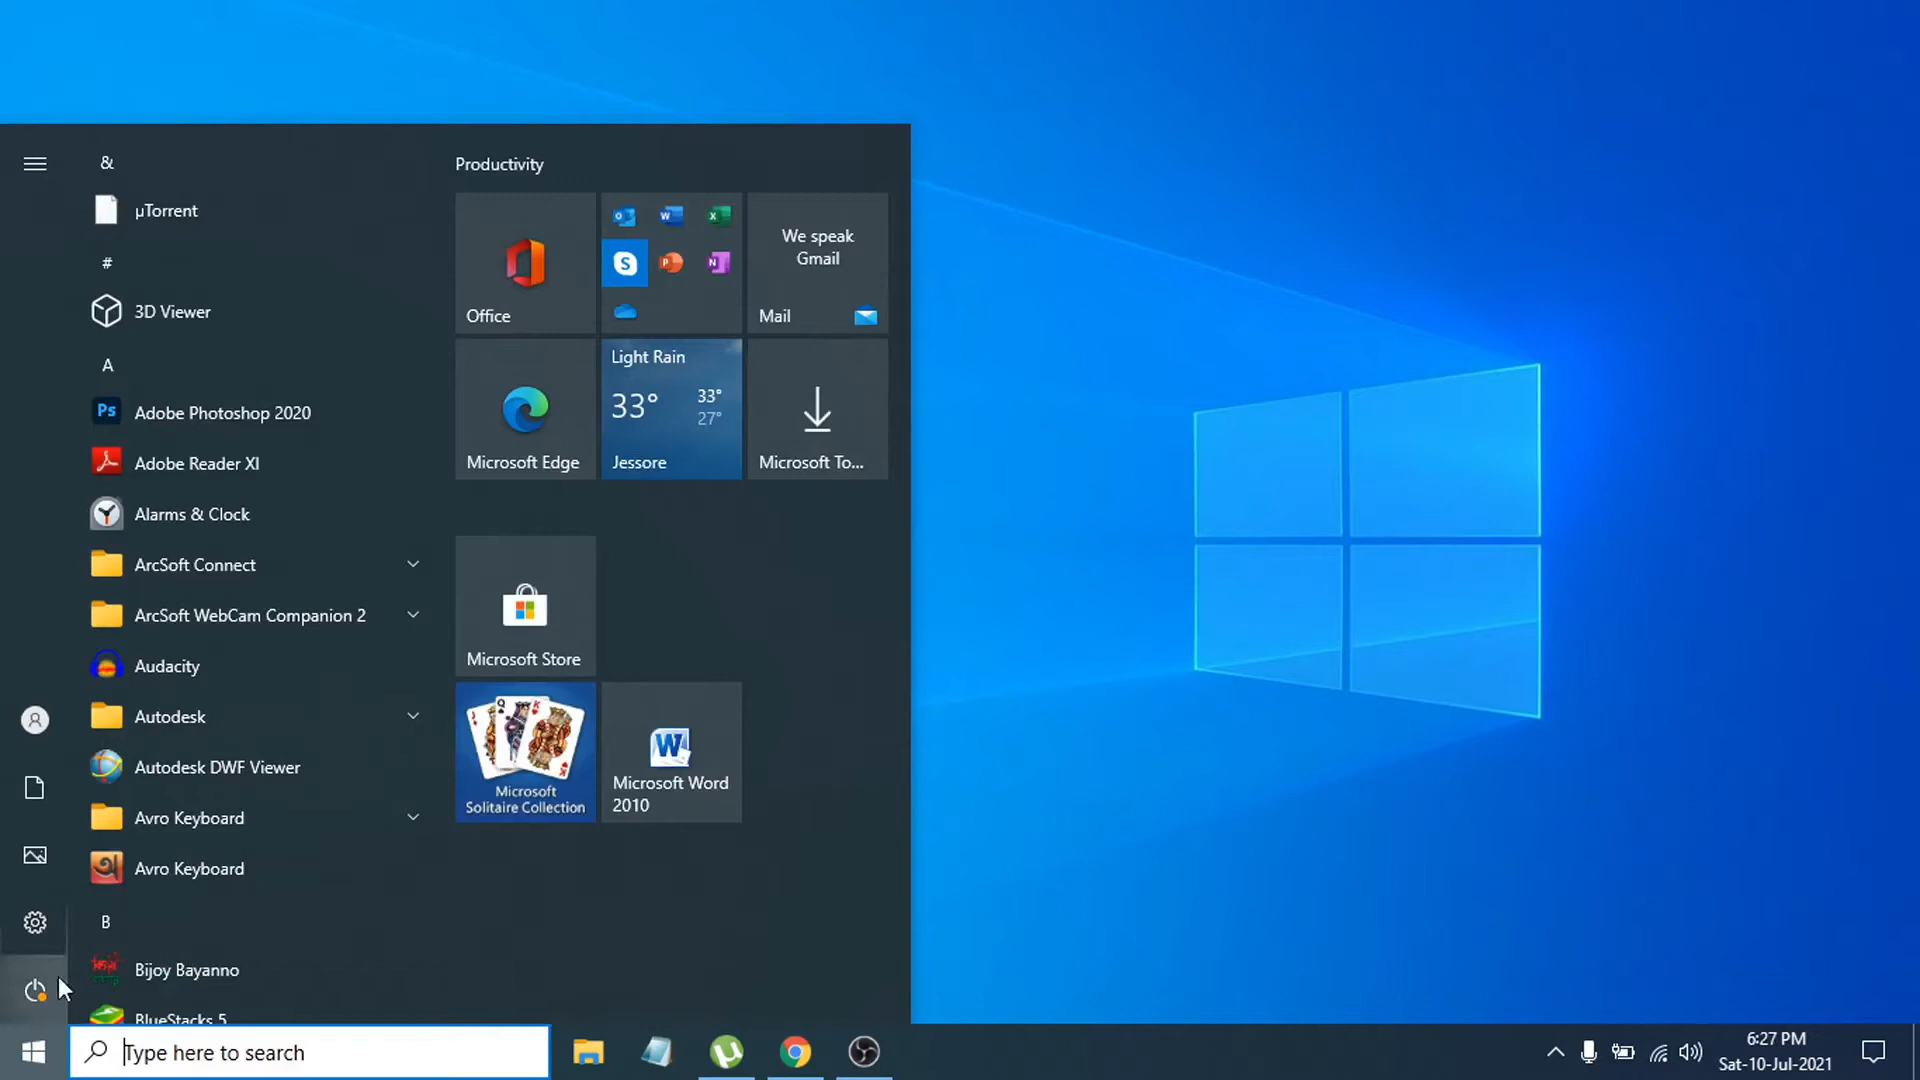 &
µTorrent
#
3D Viewer
A
Ps Adobe Photoshop 2020
Adobe Reader XI
Alarms & Clock
ArcSoft Connect
ArcSoft WebCam Companion 2
Audacity
Autodesk
Autodesk DWF Viewer
Avro Keyboard
Avro Keyboard
B
Bijoy Bayanno
BlueStacks 5
Productivity
Office
We speak
Gmail
Mail
Microsoft Edge
Light Rain
33°
33°
27°
Jessore
Microsoft To...
Microsoft Store
Microsoft
Solitaire Collection
Microsoft Word
2010
Type here to search
6:27 PM
Sat-10-Jul-2021